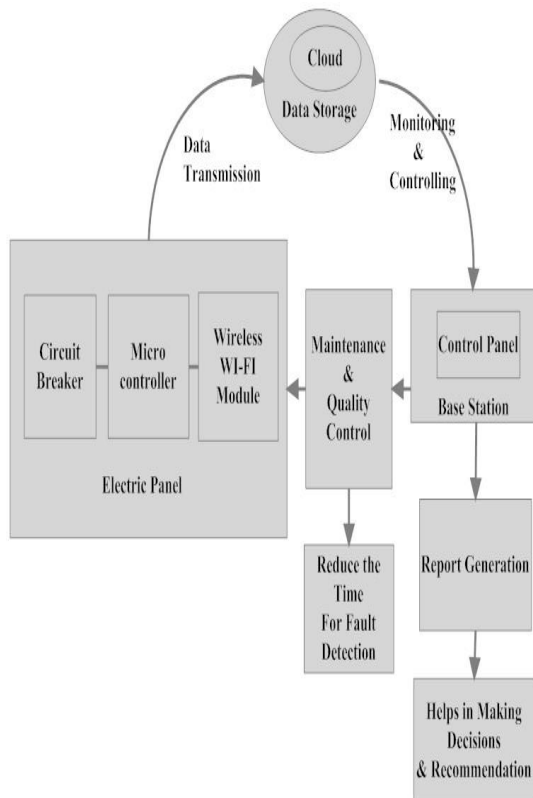 Cloud
Data Storage
Data
Transmission
Monitoring
&
Controlling
Circuit
Breaker
Micro
controller
Wireless
WI-FI
Module
Electric Panel
Maintenance
&
Quality
Control
Control Panel
Base Station
Reduce the
Time
For Fault
Detection
Report Generation
Helps in Making
Decisions
& Recommendation